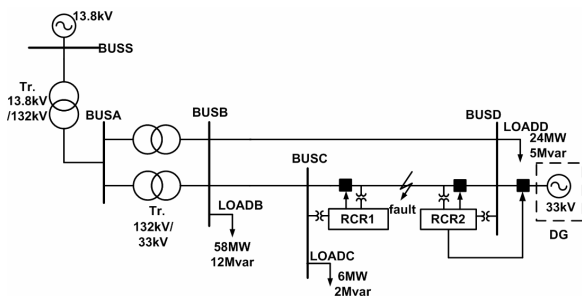 13.8kV
BUSS
Tr.
13.8kV
/132kV
BUSA
BUSB
BUSD
LOADD
24MW
5Mvar
BUSC
RCR1
fault
RCR2
33kV
DG
Tr.
132kV/
33kV
LOADB
58MW
12Mvar
LOADC
6MW
2Mvar